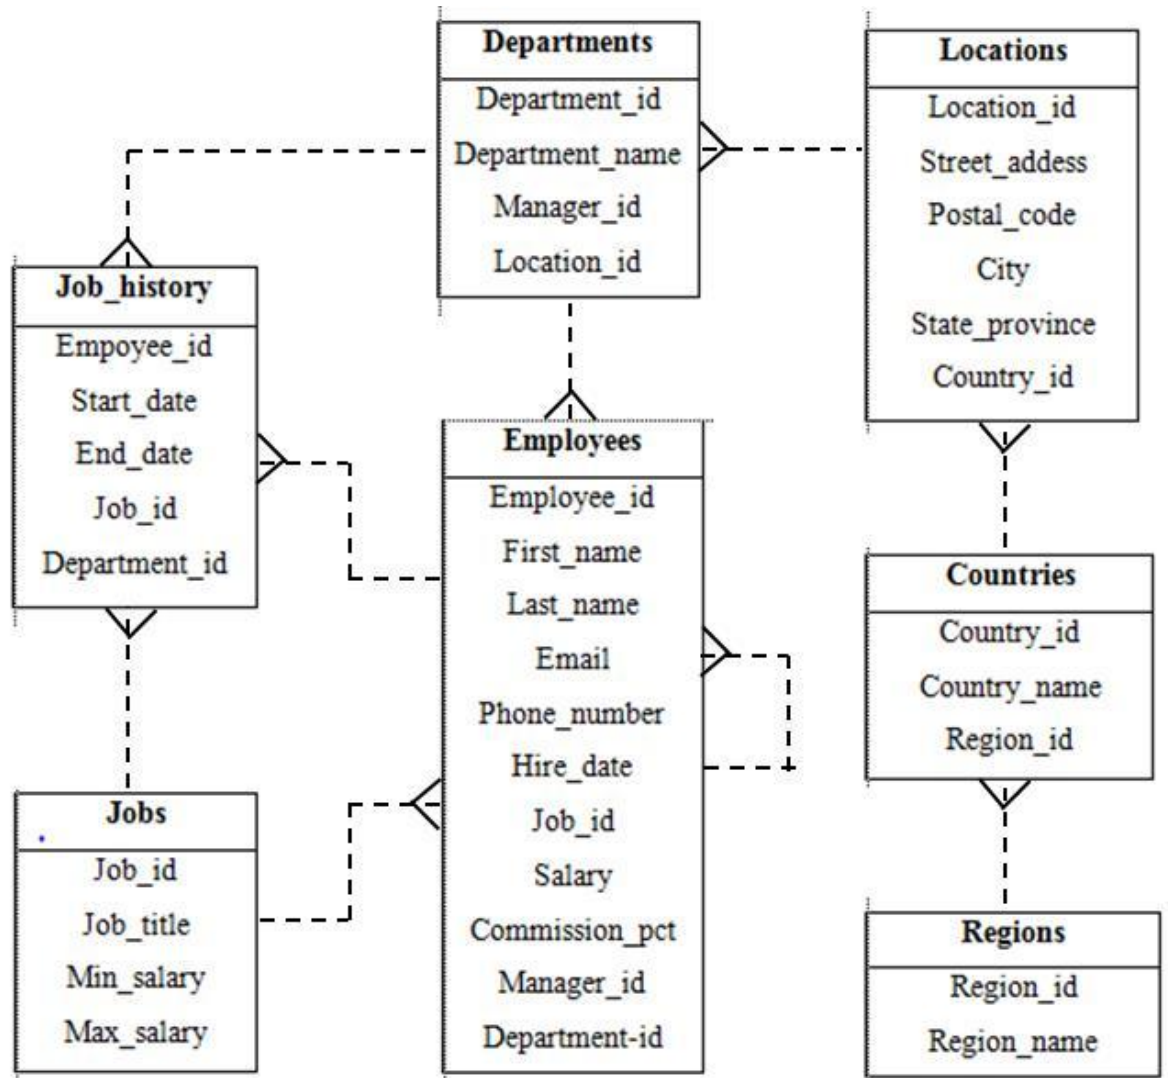 Departments
Department_id
Department_name
Manager_id
Location_id
Locations
Location_id
Street_addess
Postal_code
City
State_province
Country_id
Job_history
Empoyee_id
Start_date
End_date
Job_id
Department_id
Employees
Employee_id
First_name
Last_name
Email
Phone_number
Hire_date
Job_id
Salary
Commission_pct
Manager_id
Department-id
Countries
Country_id
Country_name
Region_id
Jobs
Job_id
Job_title
Min_salary
Max_salary
Regions
Region_id
Region_name